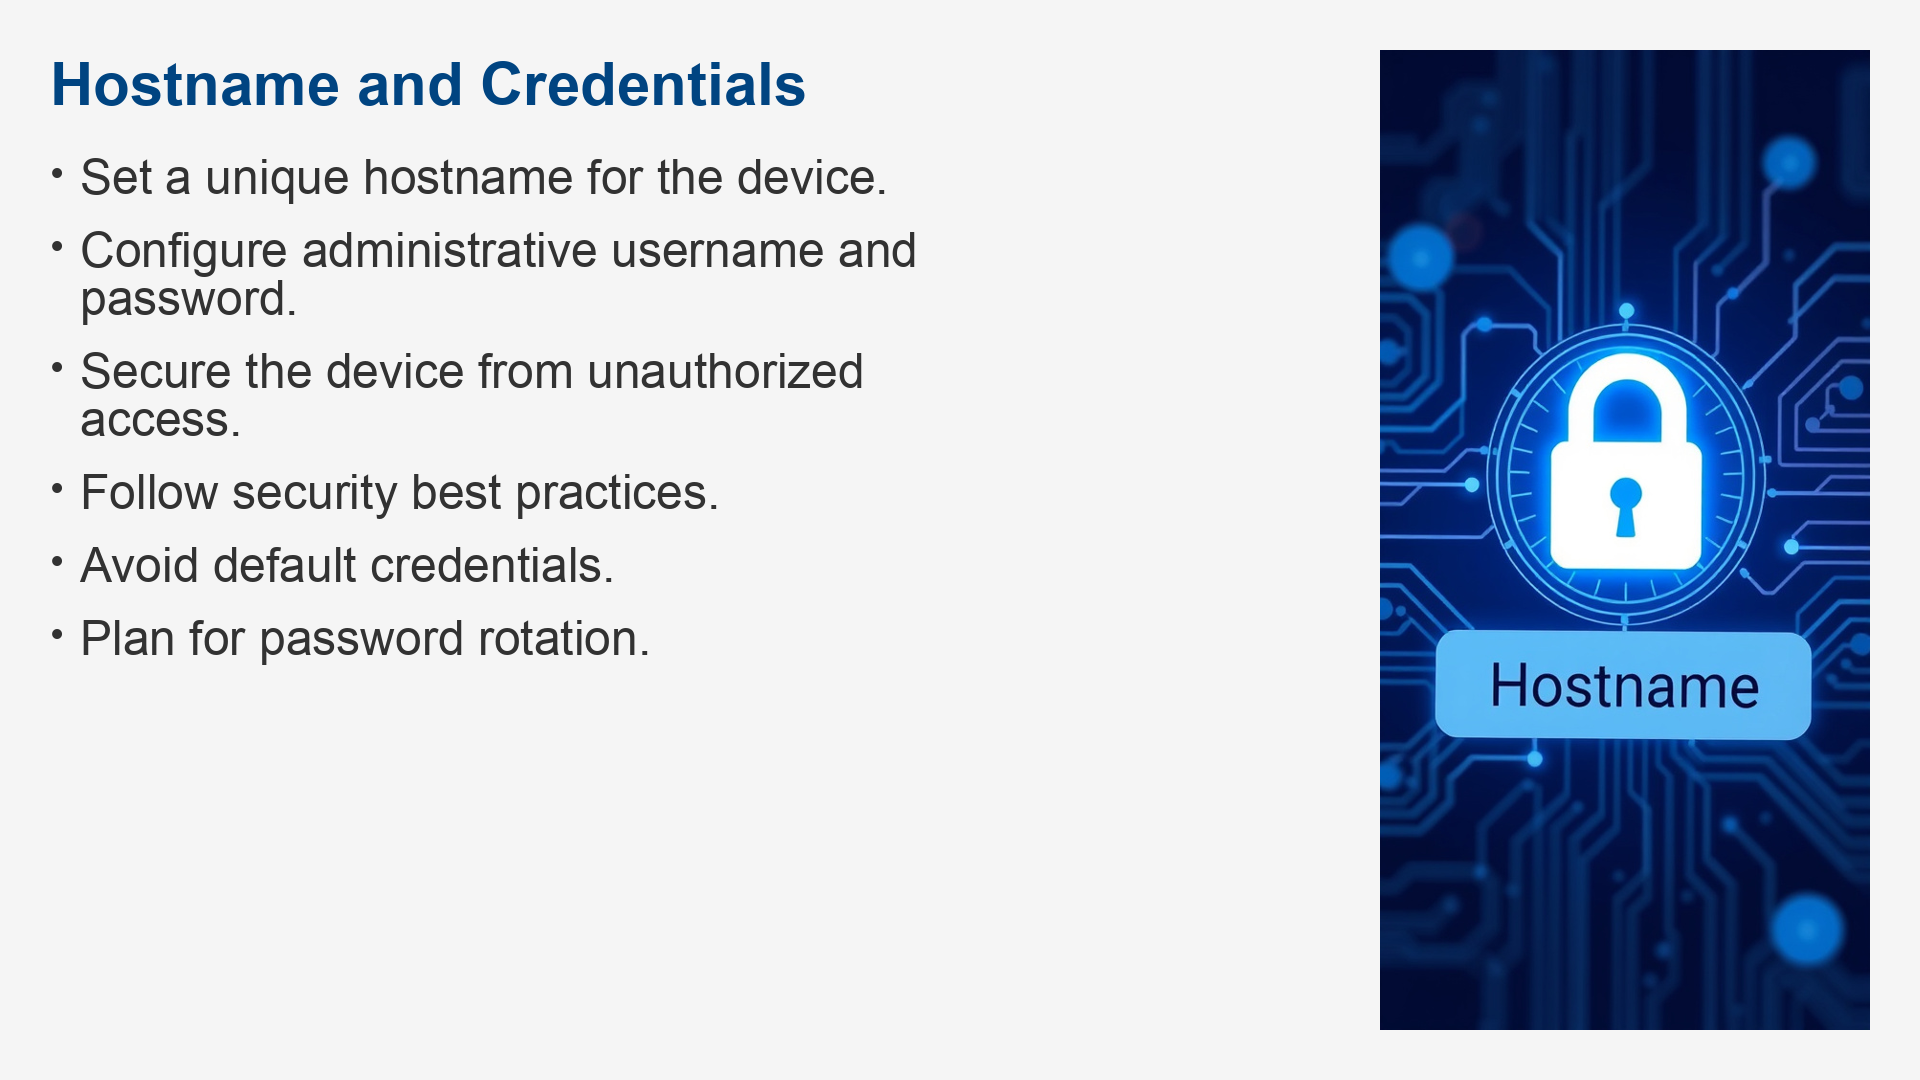 Hostname and Credentials
• Set a unique hostname for the device.
• Configure administrative username and
password.
• Secure the device from unauthorized
access.
• Follow security best practices.
• Avoid default credentials.
• Plan for password rotation.
Hostname